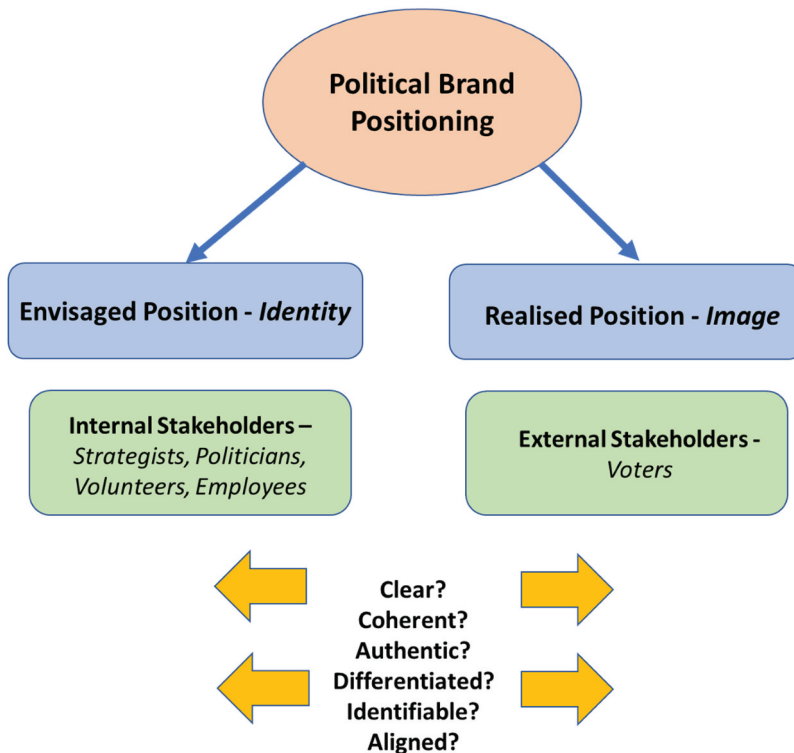 Political Brand
Positioning
Envisaged Position - Identity
Realised Position - Image
Internal Stakeholders –
Strategists, Politicians,
Volunteers, Employees
External Stakeholders -
Voters
Clear?
Coherent?
Authentic?
Differentiated?
Identifiable?
Aligned?